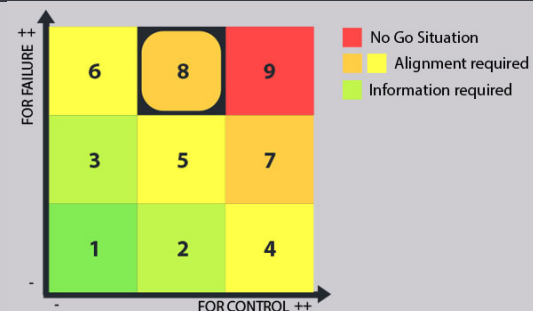 ++
FOR FAILURE
-
6 8 9
3 5 7
1 2 4
-
FOR CONTROL ++
No Go Situation
Alignment required
Information required